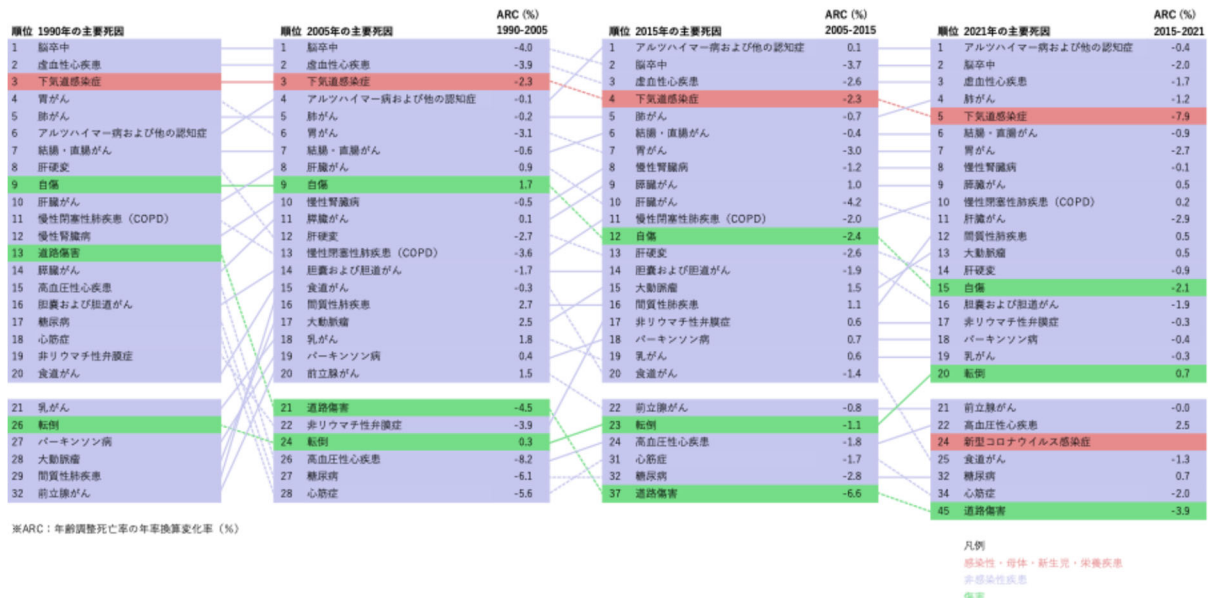 順位 1990年の主要死因
1 脳卒中
2 虚血性心疾患
3 下気道感染症
4 胃がん
5 肺がん
6 アルツハイマー病および他の認知症
7 結腸・直腸がん
8 肝硬変
9 自傷
10 肝臓がん
11 慢性閉塞性肺疾患（COPD）
12 慢性腎臓病
13 道路傷害
14 膵臓がん
15 高血圧性心疾患
16 胆嚢および胆道がん
17 糖尿病
18 心筋症
19 非リウマチ性弁膜症
20 食道がん
21 乳がん
26 転倒
27 パーキンソン病
28 大動脈瘤
29 間質性肺疾患
32 前立腺がん
ARC (%)
順位 2005年の主要死因 1990-2005
1 脳卒中 -4.0
2 虚血性心疾患 -3.9
3 下気道感染症 -2.3
4 アルツハイマー病および他の認知症 -0.1
5 肺がん -0.2
6 胃がん -3.1
7 結腸・直腸がん -0.6
8 肝臓がん 0.9
9 自傷 1.7
10 慢性腎臓病 -0.5
11 膵臓がん 0.1
12 肝硬変 -2.7
13 慢性閉塞性肺疾患（COPD） -3.6
14 胆嚢および胆道がん -1.7
15 食道がん -0.3
16 間質性肺疾患 2.7
17 大動脈瘤 2.5
18 乳がん 1.8
19 パーキンソン病 0.4
20 前立腺がん 1.5
21 道路傷害 -4.5
22 非リウマチ性弁膜症 -3.9
24 転倒 0.3
26 高血圧性心疾患 -8.2
27 糖尿病 -6.1
28 心筋症 -5.6
ARC (%)
順位 2015年の主要死因 2005-2015
1 アルツハイマー病および他の認知症 0.1
2 脳卒中 -3.7
3 虚血性心疾患 -2.6
4 下気道感染症 -2.3
5 肺がん -0.7
6 結腸・直腸がん -0.4
7 胃がん -3.0
8 慢性腎臓病 -1.2
9 膵臓がん 1.0
10 肝臓がん -4.2
11 慢性閉塞性肺疾患（COPD） -2.0
12 自傷 -2.4
13 肝硬変 -2.6
14 胆嚢および胆道がん -1.9
15 大動脈瘤 1.5
16 間質性肺疾患 1.1
17 非リウマチ性弁膜症 0.6
18 パーキンソン病 0.7
19 乳がん 0.6
20 食道がん -1.4
22 前立腺がん -0.8
23 転倒 -1.1
24 高血圧性心疾患 -1.8
31 心筋症 -1.7
32 糖尿病 -2.8
37 道路傷害 -6.6
ARC (%)
順位 2021年の主要死因 2015-2021
1 アルツハイマー病および他の認知症 -0.4
2 脳卒中 -2.0
3 虚血性心疾患 -1.7
4 肺がん -1.2
5 下気道感染症 -7.9
6 結腸・直腸がん -0.9
7 胃がん -2.7
8 慢性腎臓病 -0.1
9 膵臓がん 0.5
10 慢性閉塞性肺疾患（COPD） 0.2
11 肝臓がん -2.9
12 間質性肺疾患 0.5
13 大動脈瘤 0.5
14 肝硬変 -0.9
15 自傷 -2.1
16 胆嚢および胆道がん -1.9
17 非リウマチ性弁膜症 -0.3
18 パーキンソン病 -0.4
19 乳がん -0.3
20 転倒 0.7
21 前立腺がん -0.0
22 高血圧性心疾患 2.5
24 新型コロナウイルス感染症
25 食道がん -1.3
32 糖尿病 0.7
34 心筋症 -2.0
45 道路傷害 -3.9
※ARC：年齢調整死亡率の年率換算変化率（%）
凡例
感染性・母体・新生児・栄養疾患
非感染性疾患
傷害